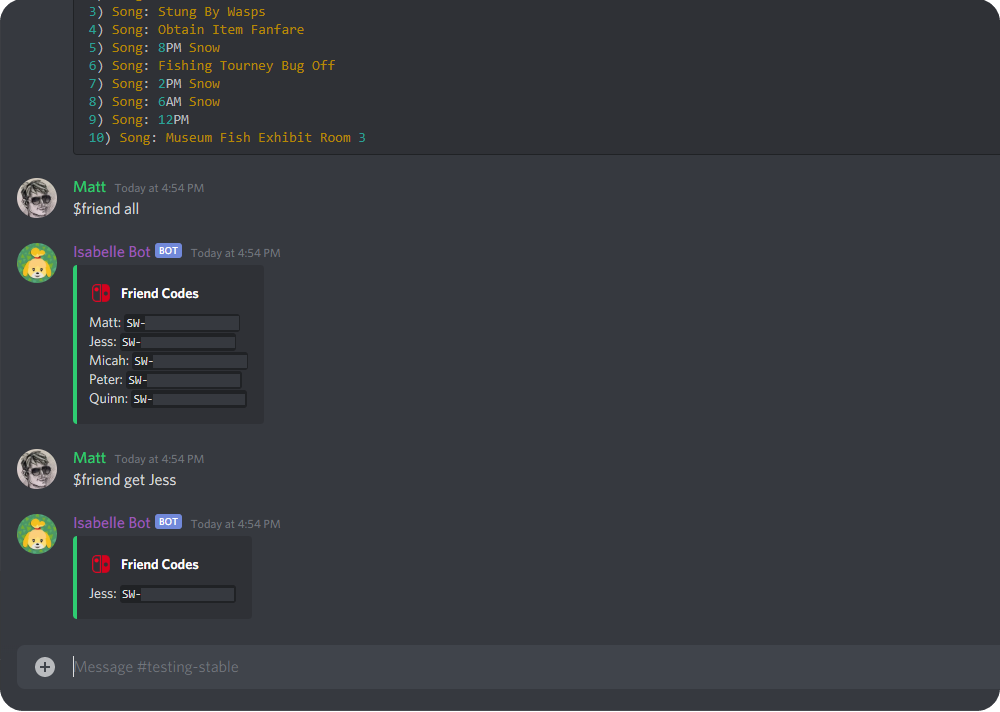 3) Song: Stung By Wasps
4) Song: Obtain Item Fanfare
5) Song: 8PM Snow
6) Song: Fishing Tourney Bug Off
7) Song: 2PM Snow
8) Song: 6AM Snow
9) Song: 12PM
10) Song: Museum Fish Exhibit Room 3
Matt Today at 4:54 PM
$friend all
Isabelle Bot BOT Today at 4:54 PM
Friend Codes
Matt: SW-
Jess: SW-
Micah: SW-
Peter: SW-
Quinn: SW-
Matt Today at 4:54 PM
$friend get Jess
Isabelle Bot BOT Today at 4:54 PM
Friend Codes
Jess: SW-
Message #testing-stable